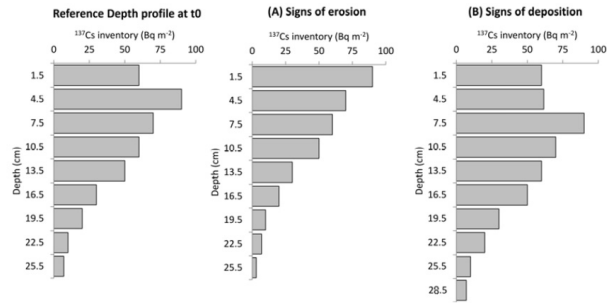 Reference Depth profile at t0
¹³⁷Cs inventory (Bq m⁻²)
0 25 50 75 100
Depth (cm)
1.5
4.5
7.5
10.5
13.5
16.5
19.5
22.5
25.5
(A) Signs of erosion
¹³⁷Cs inventory (Bq m⁻²)
0 25 50 75 100
Depth (cm)
1.5
4.5
7.5
10.5
13.5
16.5
19.5
22.5
25.5
(B) Signs of deposition
¹³⁷Cs inventory (Bq m⁻²)
0 25 50 75 100
Depth (cm)
1.5
4.5
7.5
10.5
13.5
16.5
19.5
22.5
25.5
28.5